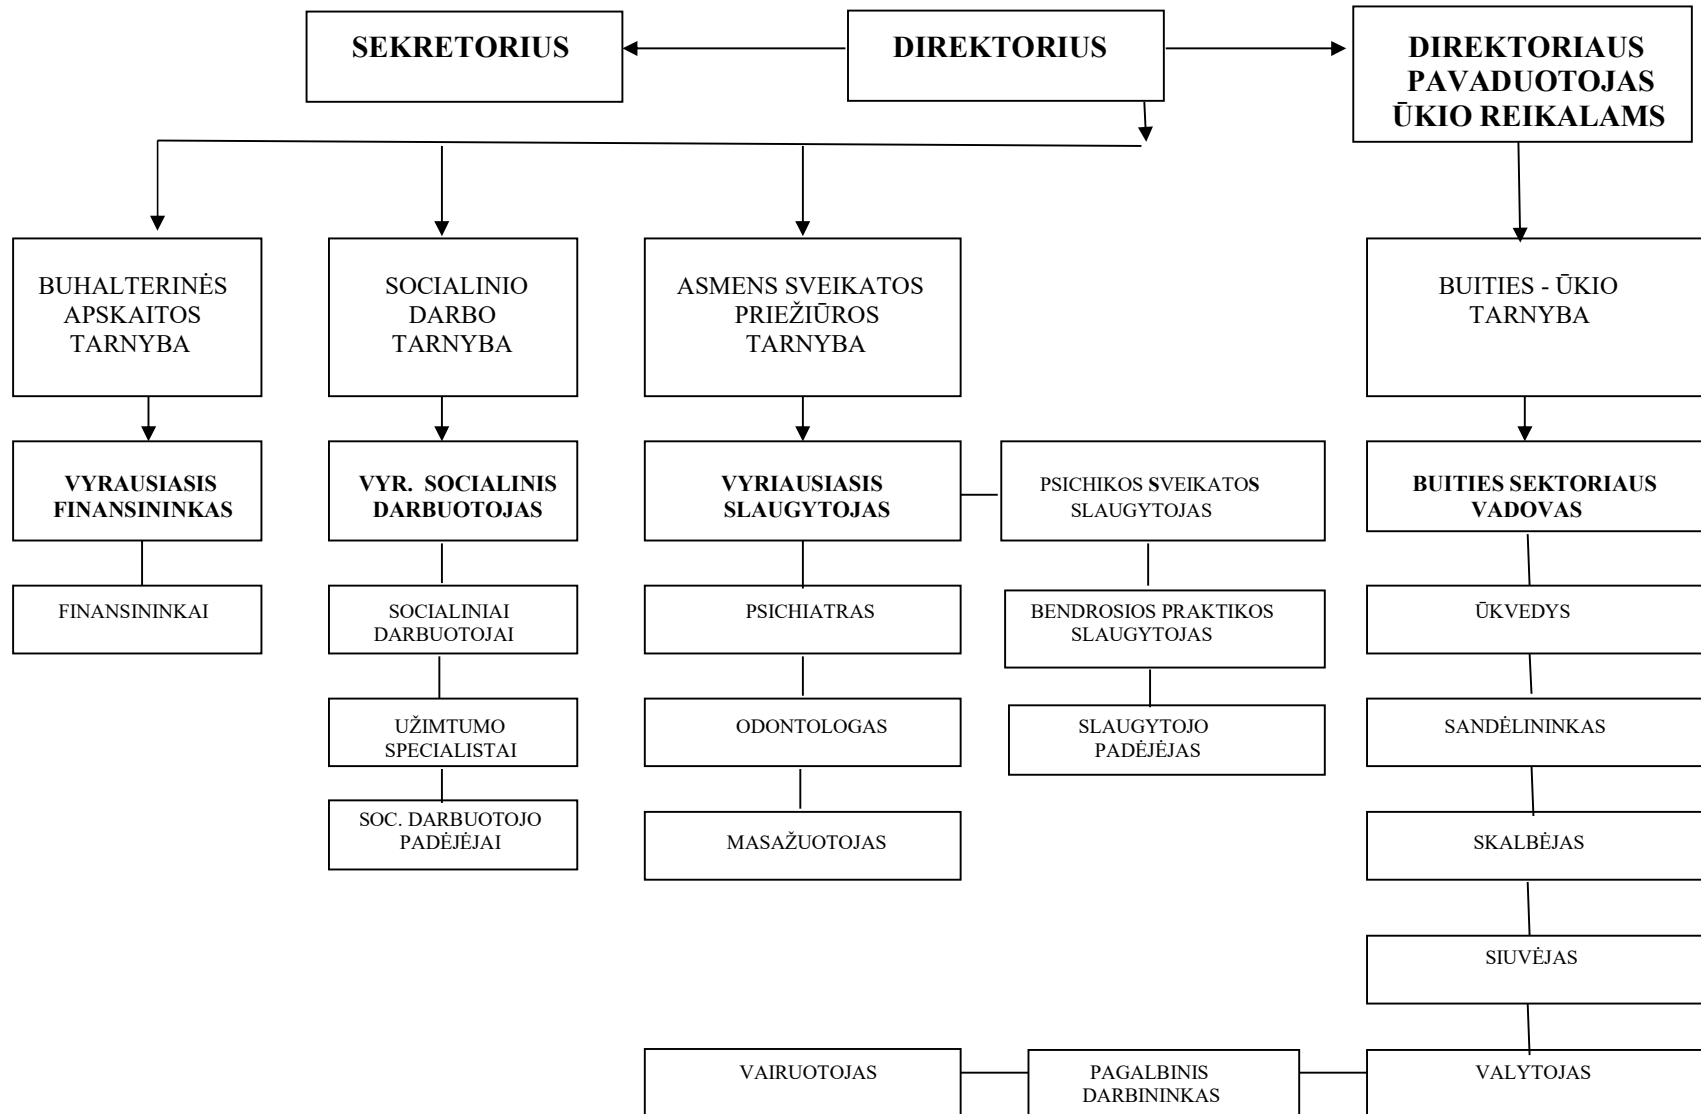 SEKRETORIUS
DIREKTORIUS
DIREKTORIAUS
PAVADUOTOJAS
ŪKIO REIKALAMS
BUHALTERINĖS
APSKAITOS
TARNYBA
SOCIALINIO
DARBO
TARNYBA
ASMENS SVEIKATOS
PRIEŽIŪROS
TARNYBA
BUITIES - ŪKIO
TARNYBA
VYRAUSIASIS
FINANSININKAS
VYR. SOCIALINIS
DARBUOTOJAS
VYRIAUSIASIS
SLAUGYTOJAS
PSICHIKOS SVEIKATOS
SLAUGYTOJAS
BUITIES SEKTORIAUS
VADOVAS
FINANSININKAI
SOCIALINIAI
DARBUOTOJAI
PSICHIATRAS
BENDROSIOS PRAKTIKOS
SLAUGYTOJAS
ŪKVEDYS
UŽIMTUMO
SPECIALISTAI
ODONTOLOGAS
SLAUGYTOJO
PADĖJĖJAS
SANDĖLININKAS
SOC. DARBUOTOJO
PADĖJĖJAI
MASAŽUOTOJAS
SKALBĖJAS
SIUVĖJAS
VAIRUOTOJAS
PAGALBINIS
DARBININKAS
VALYTOJAS